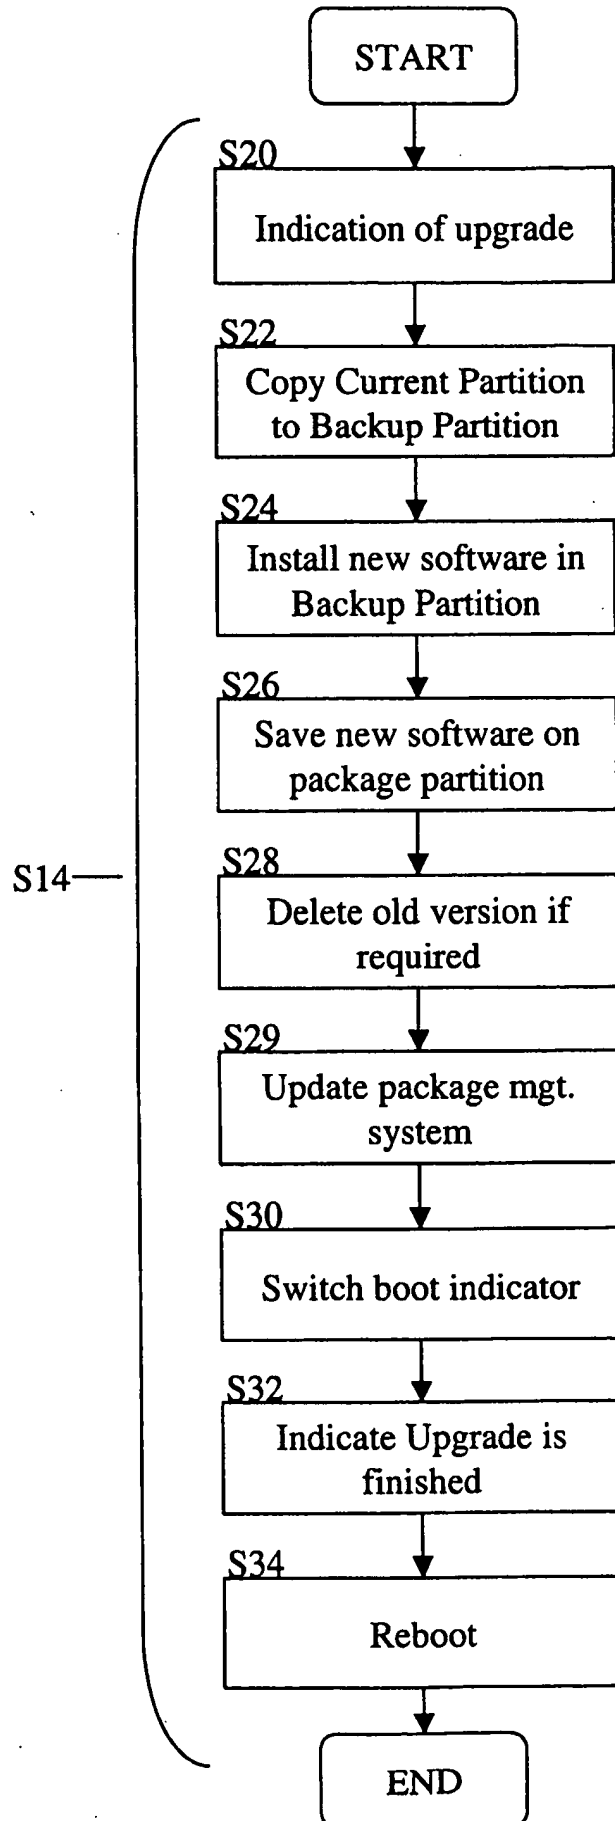 START
S20
Indication of upgrade
S22
Copy Current Partition
to Backup Partition
S24
Install new software in
Backup Partition
S26
Save new software on
package partition
S14
S28
Delete old version if
required
S29
Update package mgt.
system
S30
Switch boot indicator
S32
Indicate Upgrade is
finished
S34
Reboot
END